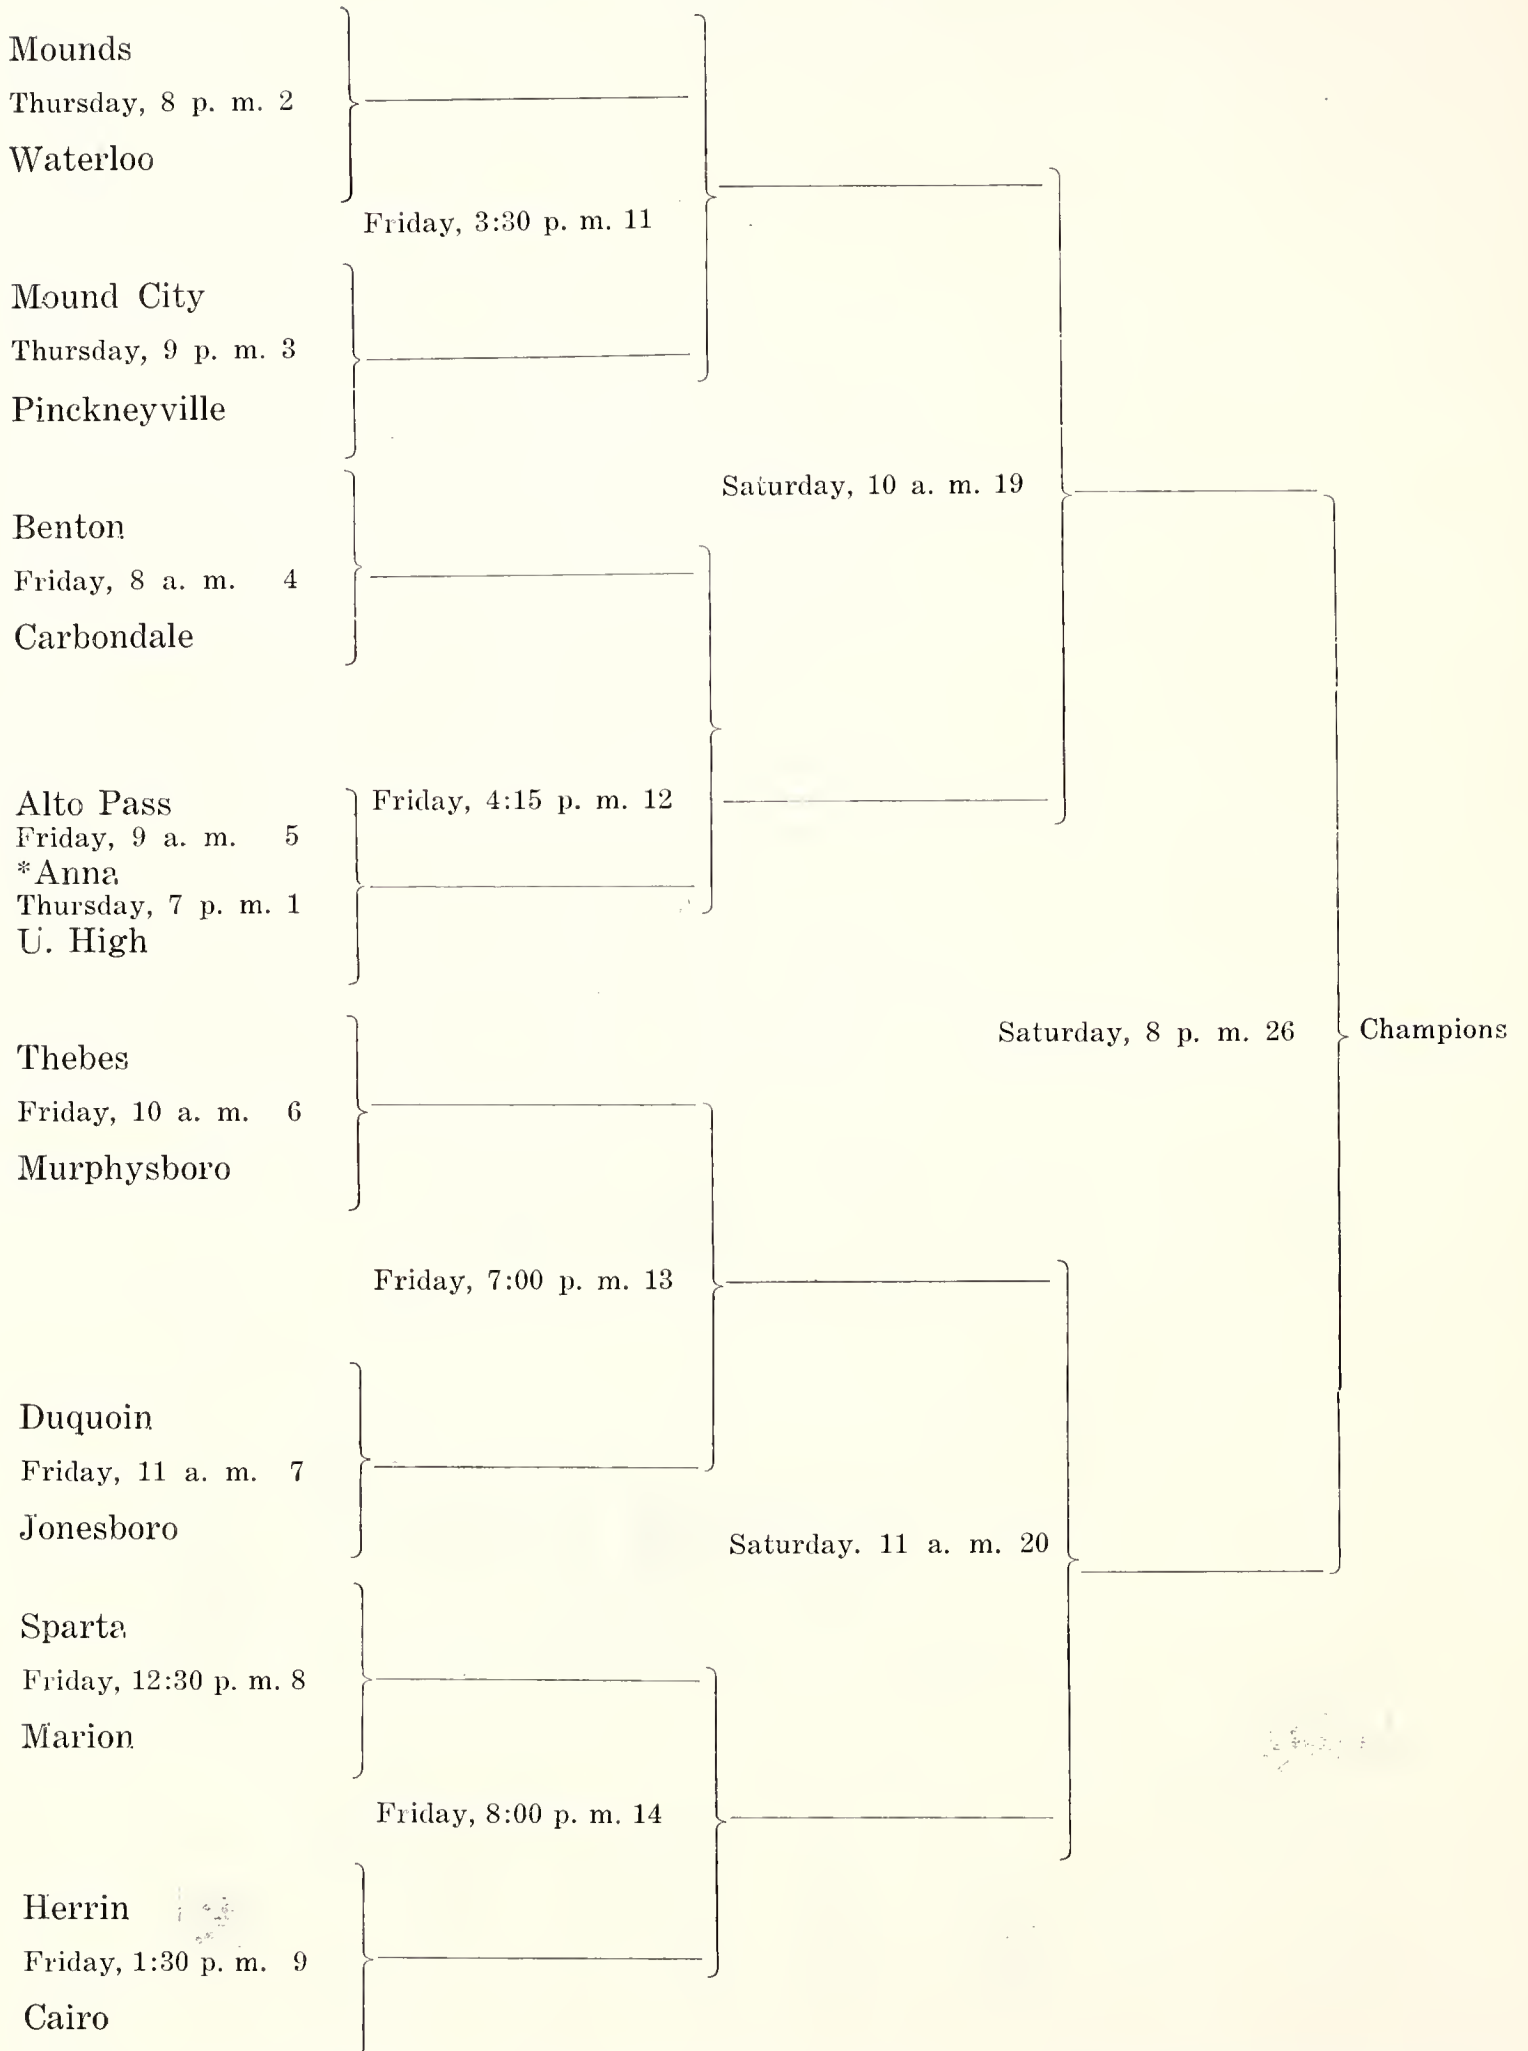 Mounds
Thursday, 8 p. m. 2
Waterloo
Friday, 3:30 p. m. 11
Mound City
Thursday, 9 p. m. 3
Pinckneyville
Saturday, 10 a. m. 19
Benton
Friday, 8 a. m. 4
Carbondale
Alto Pass
Friday, 4:15 p. m. 12
Friday, 9 a. m. 5
*Anna
Thursday, 7 p. m. 1
U. High
Saturday, 8 p. m. 26
Champions
Thebes
Friday, 10 a. m. 6
Murphysboro
Friday, 7:00 p. m. 13
Duquoin
Friday, 11 a. m. 7
Jonesboro
Saturday. 11 a. m. 20
Sparta
Friday, 12:30 p. m. 8
Marion
Friday, 8:00 p. m. 14
Herrin
Friday, 1:30 p. m. 9
Cairo